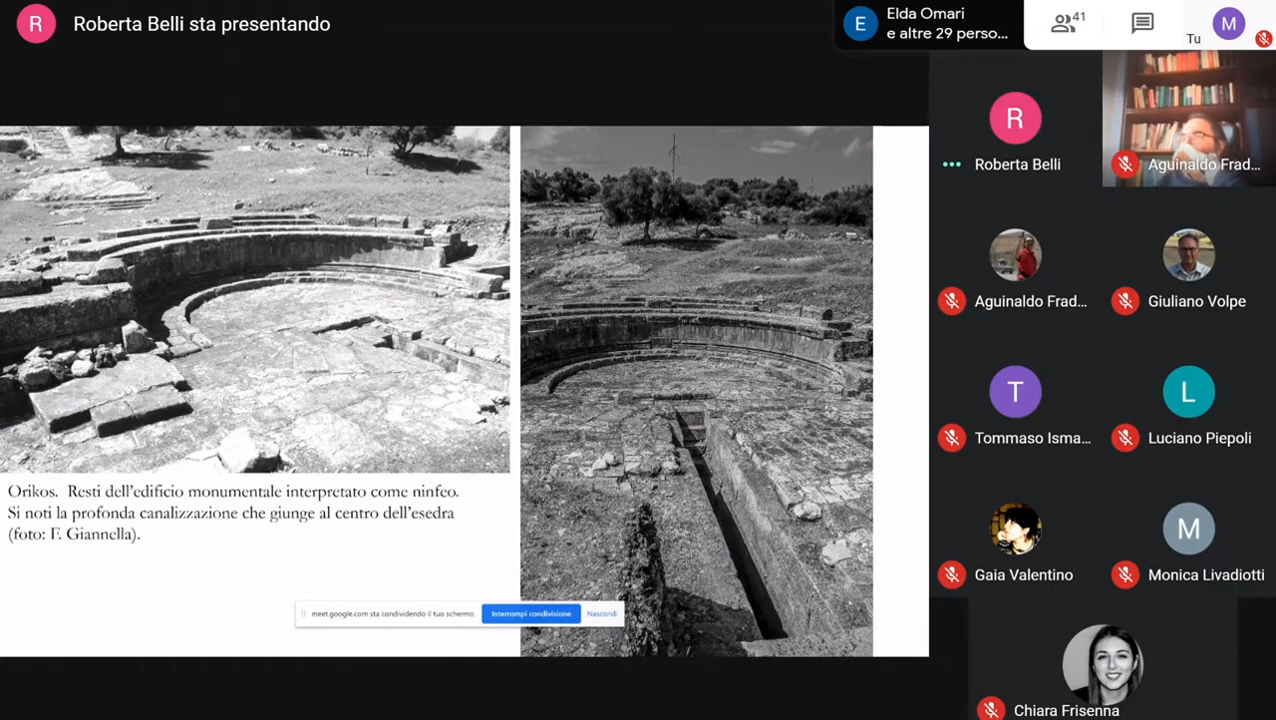 R
Roberta Belli sta presentando
E
Elda Omari
e altre 29 perso...
41
Tu
M
R
Roberta Belli
Aguinaldo Frad...
Aguinaldo Frad...
Giuliano Volpe
T
Tommaso Isma...
L
Luciano Piepoli
Gaia Valentino
M
Monica Livadiotti
Chiara Frisenna
Orikos. Resti dell'edificio monumentale interpretato come ninfeo.
Si noti la profonda canalizzazione che giunge al centro dell'esedra
(foto: F. Giannella).
meet.google.com sta condividendo il tuo schermo.
Interrompi condivisione
Nascondi